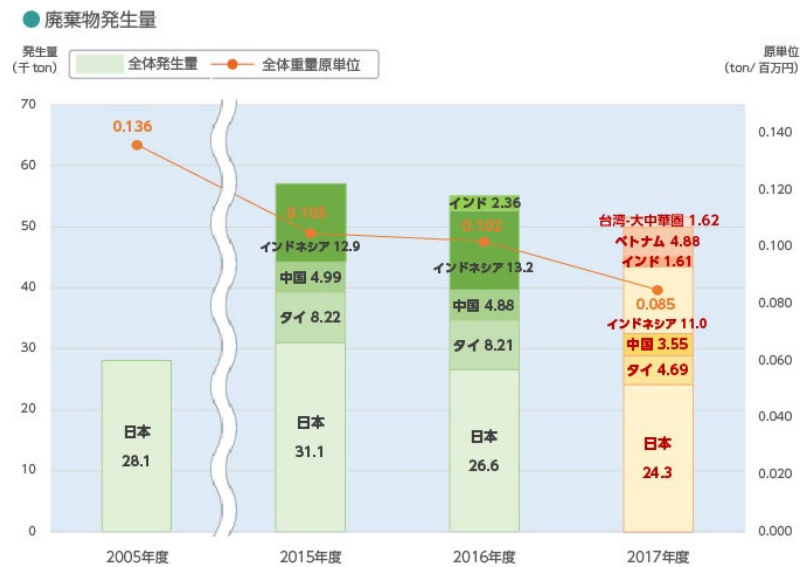 廃棄物発生量
発生量
(千 ton)
全体発生量
全体重量原単位
原単位
(ton/ 百万円)
70
60
50
40
30
20
10
0
0.140
0.120
0.100
0.080
0.060
0.040
0.020
0.000
0.136
日本
28.1
0.105
インドネシア 12.9
中国 4.99
タイ 8.22
日本
31.1
インド 2.36
0.102
インドネシア 13.2
中国 4.88
タイ 8.21
日本
26.6
台湾-大中華圏 1.62
ベトナム 4.88
インド 1.61
0.085
インドネシア 11.0
中国 3.55
タイ 4.69
日本
24.3
2005年度
2015年度
2016年度
2017年度